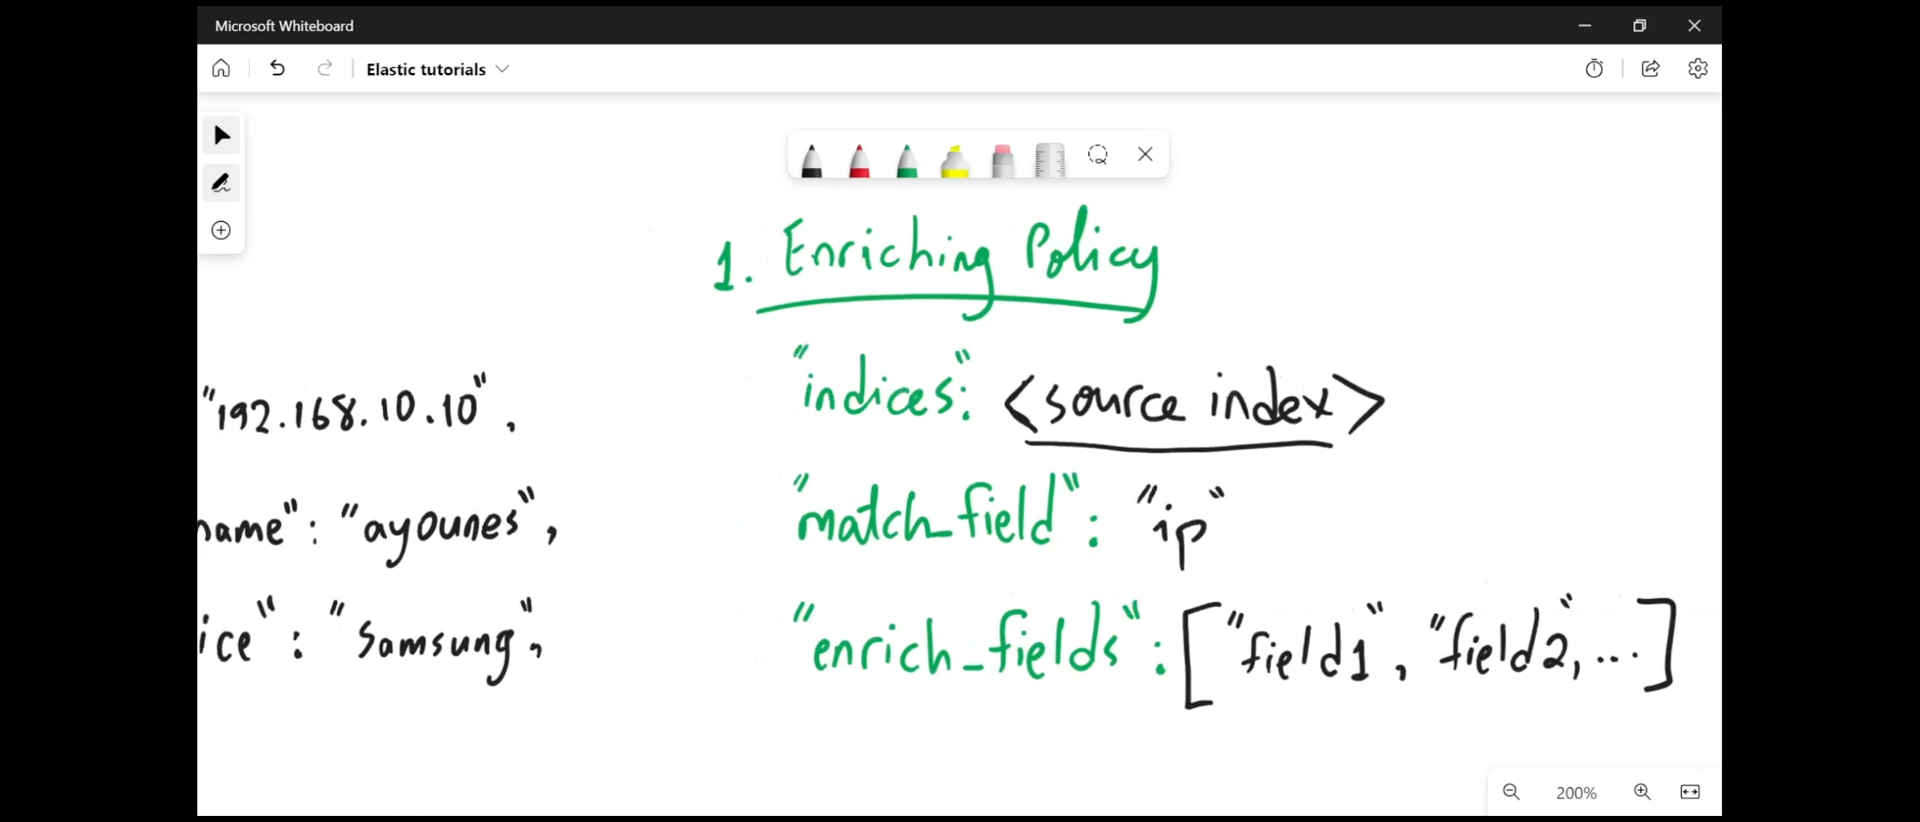 Microsoft Whiteboard
Elastic tutorials
1. Enriching Policy
"indices": <source index>
"match_field": "ip"
"enrich_fields": ["field1", "field2", ...]
"192.168.10.10",
name": "ayounes",
ice": "Samsung",
200%